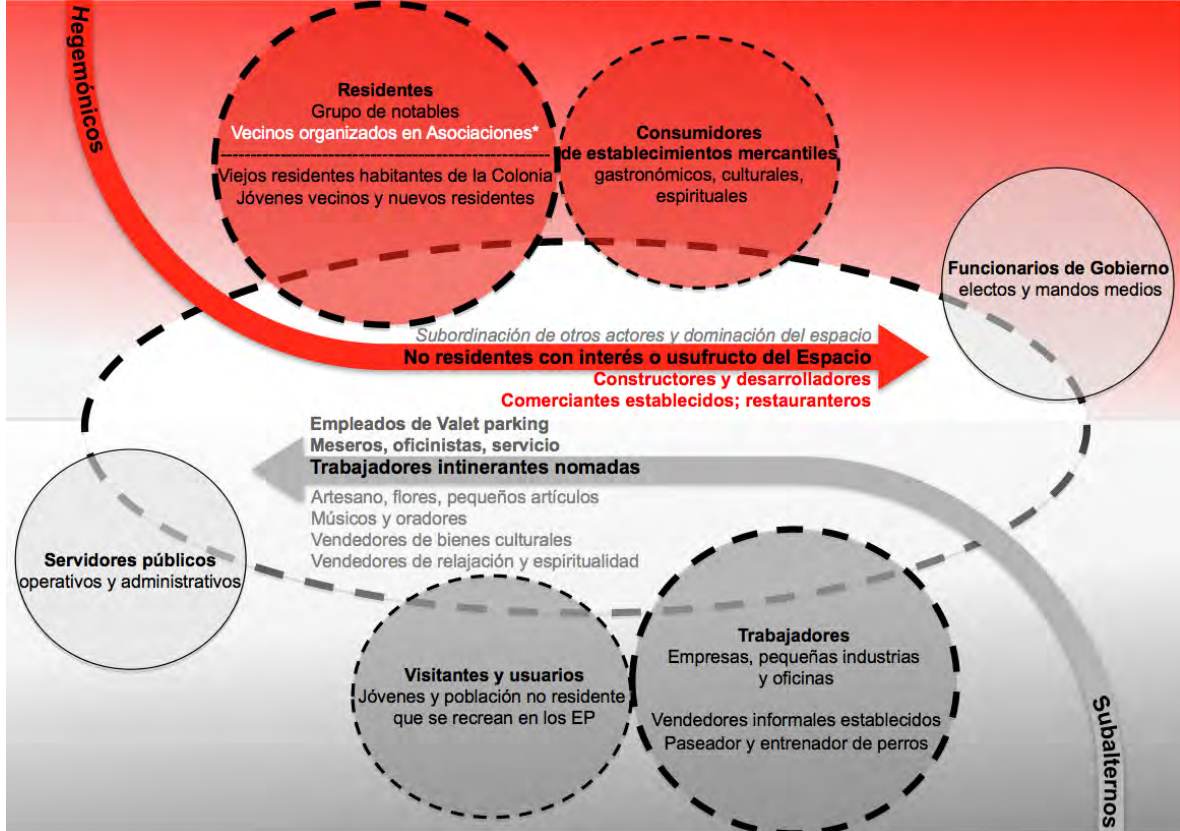 Hegemónicos
Residentes
Grupo de notables
Vecinos organizados en Asociaciones*
Viejos residentes habitantes de la Colonia
Jóvenes vecinos y nuevos residentes
Consumidores
de establecimientos mercantiles
gastronómicos, culturales,
espirituales
Funcionarios de Gobierno
electos y mandos medios
Subordinación de otros actores y dominación del espacio
No residentes con interés o usufructo del Espacio
Constructores y desarrolladores
Comerciantes establecidos; restauranteros
Empleados de Valet parking
Meseros, oficinistas, servicio
Trabajadores intinerantes nomadas
Artesano, flores, pequeños artículos
Músicos y oradores
Vendedores de bienes culturales
Vendedores de relajación y espiritualidad
Servidores públicos
operativos y administrativos
Visitantes y usuarios
Jóvenes y población no residente
que se recrean en los EP
Trabajadores
Empresas, pequeñas industrias
y oficinas
Vendedores informales establecidos
Paseador y entrenador de perros
Subalternos